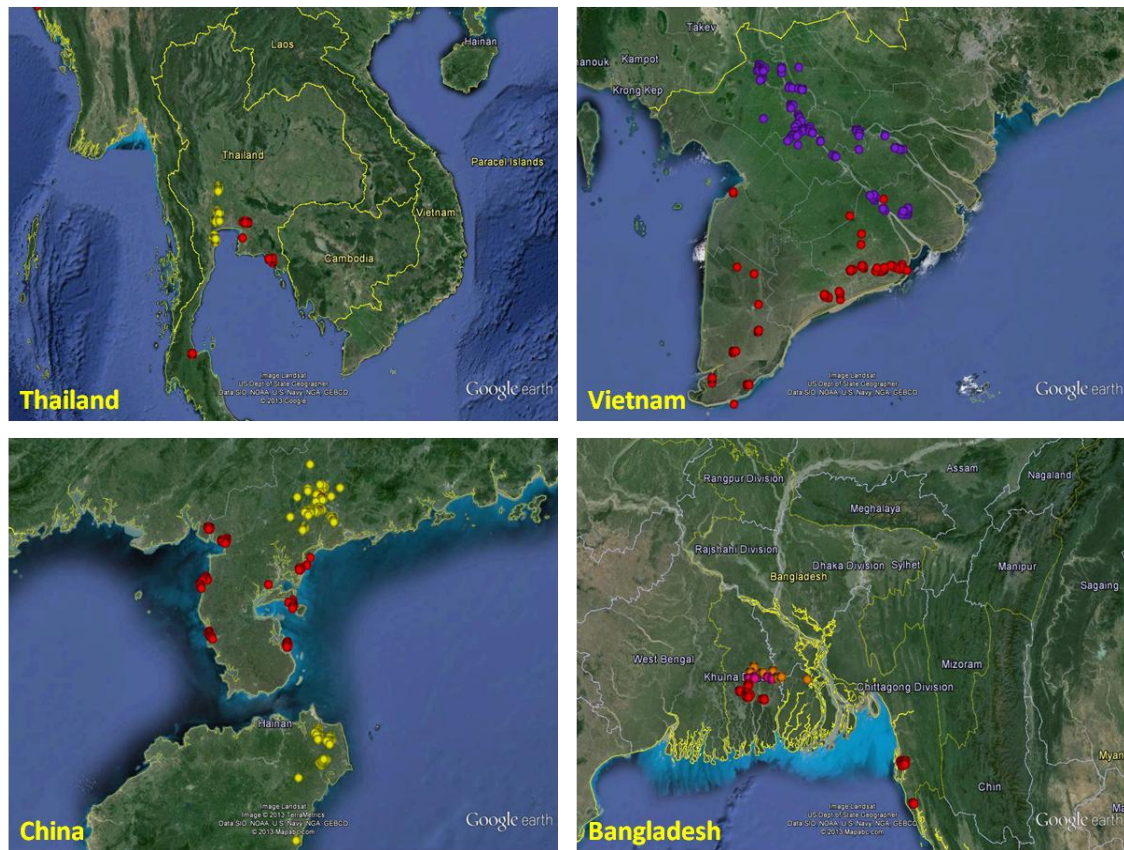 Laos
Hainan
Thailand
Paracel Islands
Vietnam
Cambodia
Image Landsat
US Dept of State Geographer
Data SIO, NOAA, U.S. Navy, NGA, GEBCO
© 2013 Google
Google earth
Thailand
Takev
Kampot
Krong Kep
Image Landsat
US Dept of State Geographer
Data SIO, NOAA, U.S. Navy, NGA, GEBCO
Google earth
Vietnam
Hainan
Image Landsat
Image © 2013 TerraMetrics
Data SIO, NOAA, U.S. Navy, NGA, GEBCO
© 2013 Mapabc.com
Google earth
China
Rangpur Division
Assam
Nagaland
Meghalaya
Rajshahi Division
Dhaka Division
Sylhet
Bangladesh
Manipur
Sagaing
West Bengal
Mizoram
Khulna
Chittagong Division
Chin
Image Landsat
US Dept of State Geographer
Data SIO, NOAA, U.S. Navy, NGA, GEBCO
© 2013 Mapabc.com
Google earth
Bangladesh